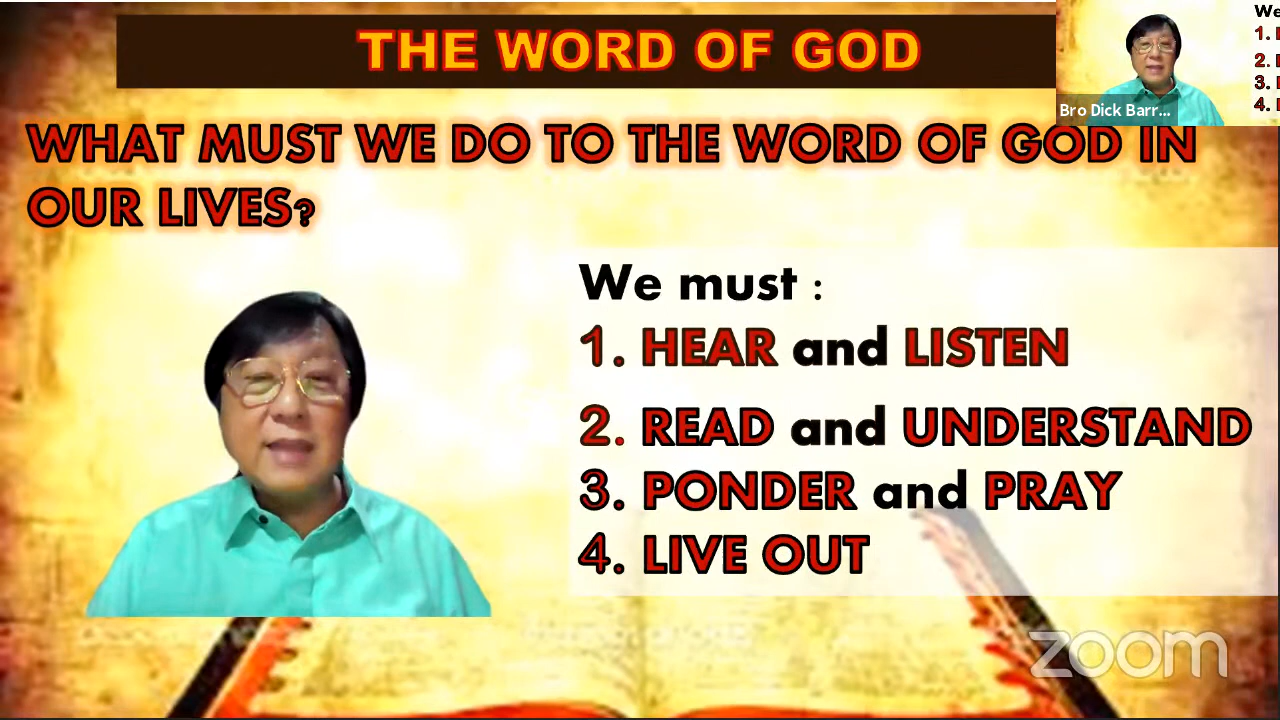 THE WORD OF GOD
We
1.
2.
3.
4.
Bro Dick Barr...
WHAT MUST WE DO TO THE WORD OF GOD IN
OUR LIVES?
We must :
1. HEAR and LISTEN
2. READ and UNDERSTAND
3. PONDER and PRAY
4. LIVE OUT
zoom